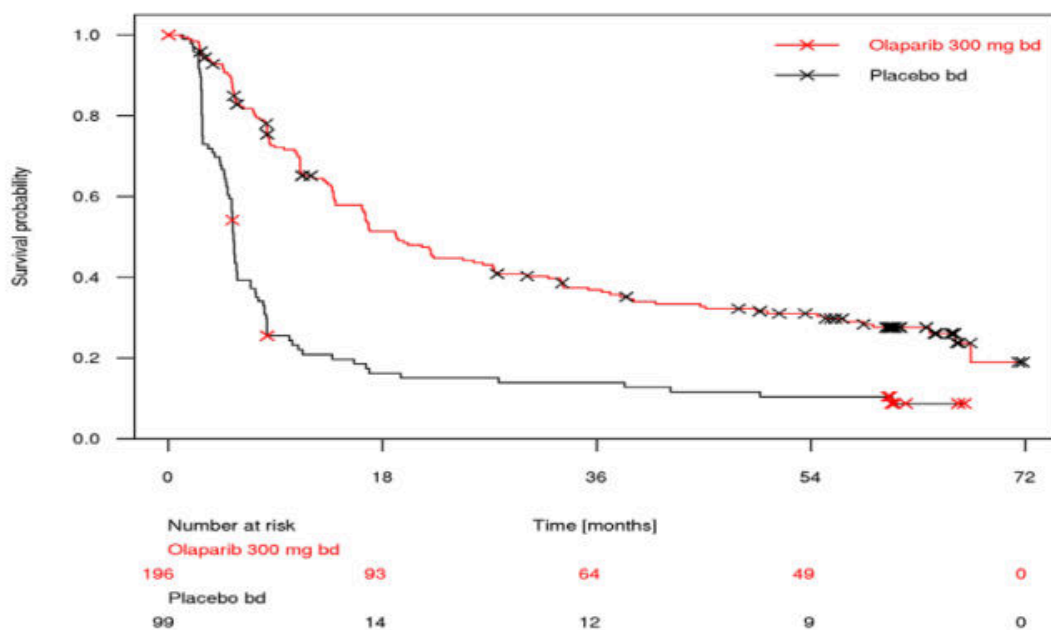 Olaparib 300 mg bd
Placebo bd
Survival probability
1.0
0.8
0.6
0.4
0.2
0.0
0 18 36 54 72
Number at risk Time [months]
Olaparib 300 mg bd
196 93 64 49 0
Placebo bd
99 14 12 9 0